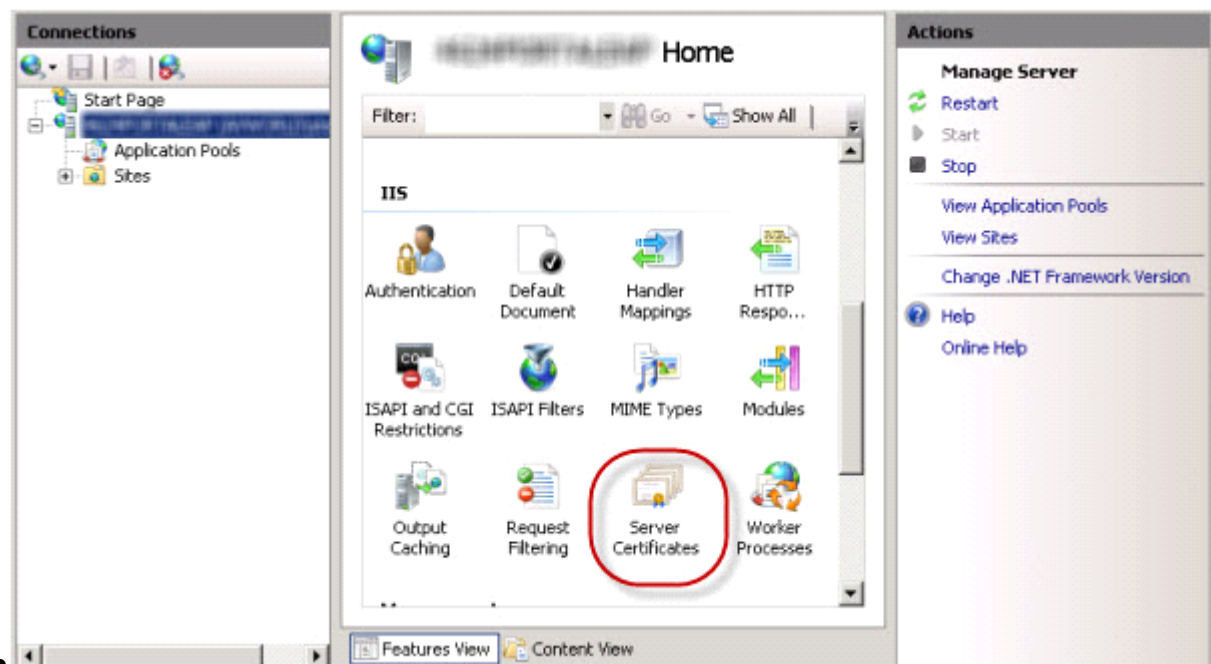 Connections
Start Page
Application Pools
Sites
Home
Filter:
Go
Show All
IIS
Authentication
Default
Document
Handler
Mappings
HTTP
Respo...
ISAPI and CGI
Restrictions
ISAPI Filters
MIME Types
Modules
Output
Caching
Request
Filtering
Server
Certificates
Worker
Processes
Features View
Content View
Actions
Manage Server
Restart
Start
Stop
View Application Pools
View Sites
Change .NET Framework Version
Help
Online Help